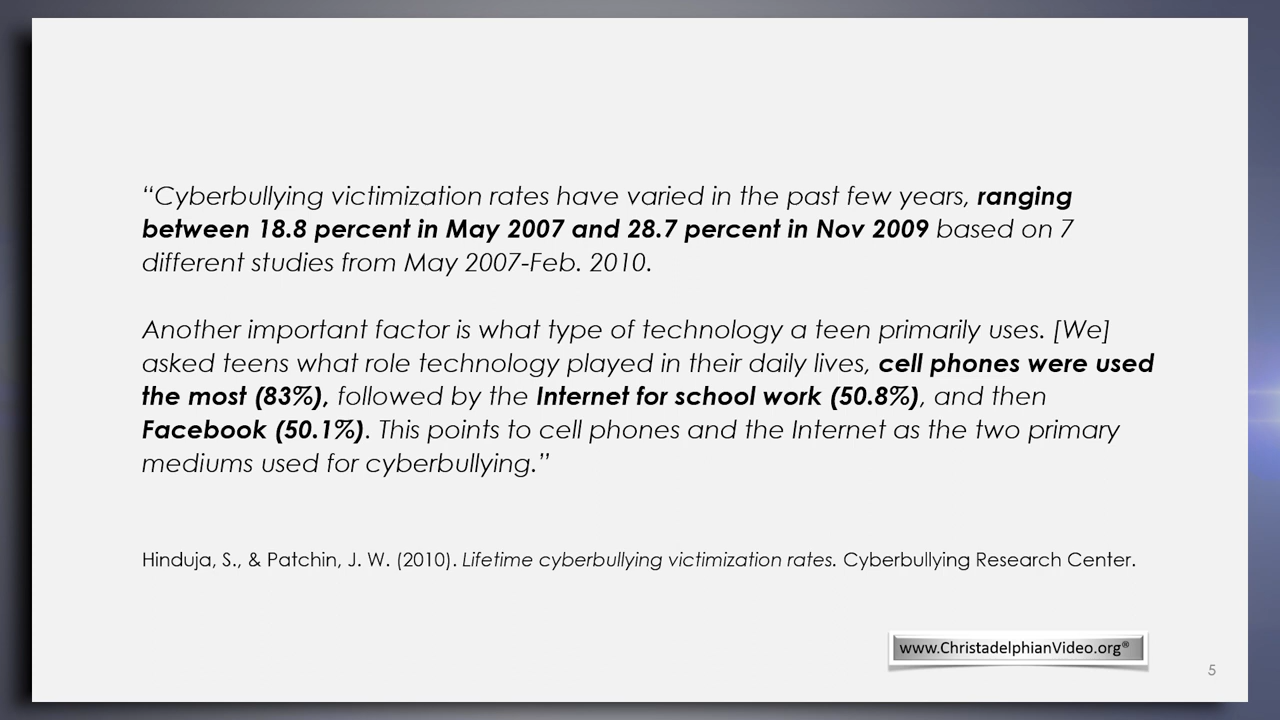 “Cyberbullying victimization rates have varied in the past few years, ranging
between 18.8 percent in May 2007 and 28.7 percent in Nov 2009 based on 7
different studies from May 2007-Feb. 2010.
Another important factor is what type of technology a teen primarily uses. [We]
asked teens what role technology played in their daily lives, cell phones were used
the most (83%), followed by the Internet for school work (50.8%), and then
Facebook (50.1%). This points to cell phones and the Internet as the two primary
mediums used for cyberbullying.”
Hinduja, S., & Patchin, J. W. (2010). Lifetime cyberbullying victimization rates. Cyberbullying Research Center.
www.ChristadelphianVideo.org®
5